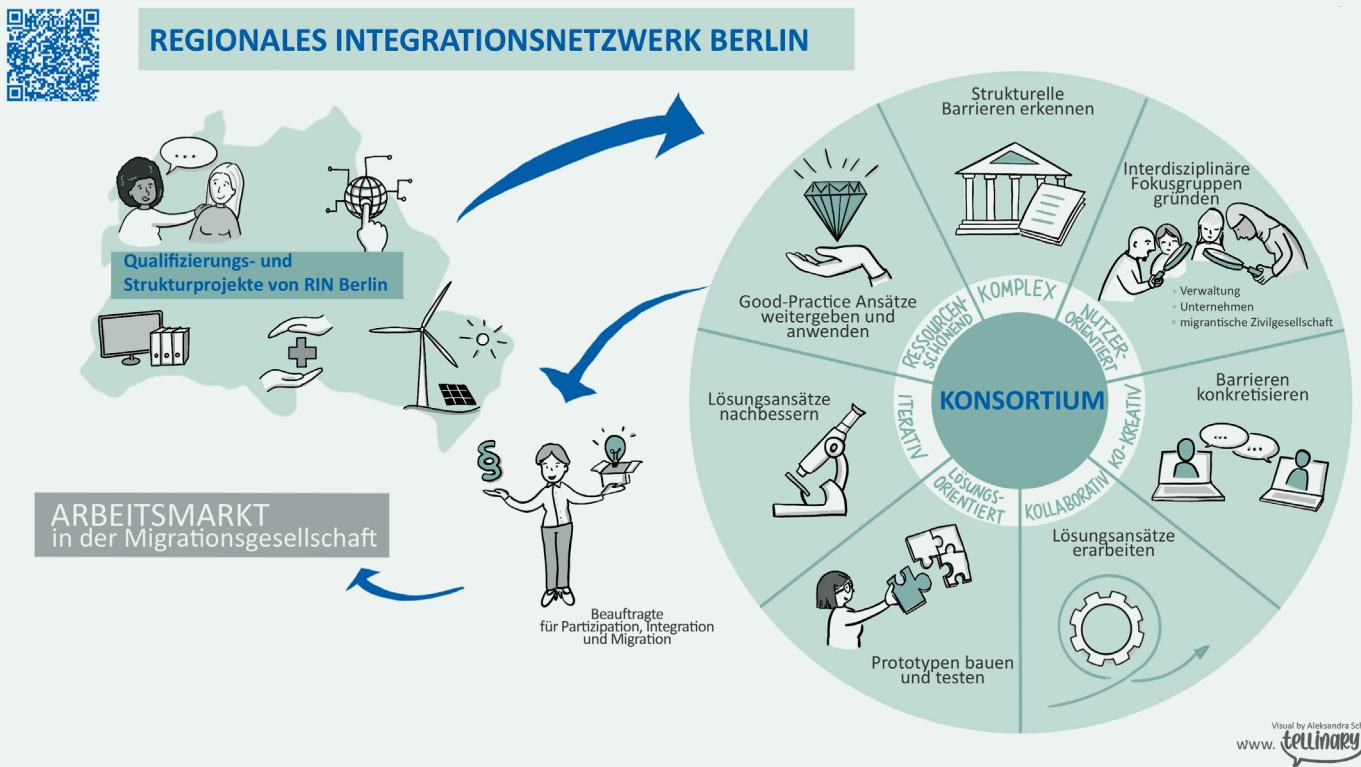 REGIONALES INTEGRATIONSNETZWERK BERLIN
Qualifizierungs- und
Strukturprojekte von RIN Berlin
ARBEITSMARKT
in der Migrationsgesellschaft
§
Beauftragte
für Partizipation, Integration
und Migration
Strukturelle
Barrieren erkennen
Interdisziplinäre
Fokusgruppen
gründen
Verwaltung
Unternehmen
migrantische Zivilgesellschaft
Barrieren
konkretisieren
Lösungsansätze
erarbeiten
Prototypen bauen
und testen
Lösungsansätze
nachbessern
Good-Practice Ansätze
weitergeben und
anwenden
KOMPLEX
NUTZER-
ORIENTIERT
KO-KREATIV
KOLLABORATIV
LÖSUNGS-
ORIENTIERT
ITERATIV
RESSOURCEN-
SCHONEND
KONSORTIUM
Visual by Aleksandra
www. tellinary